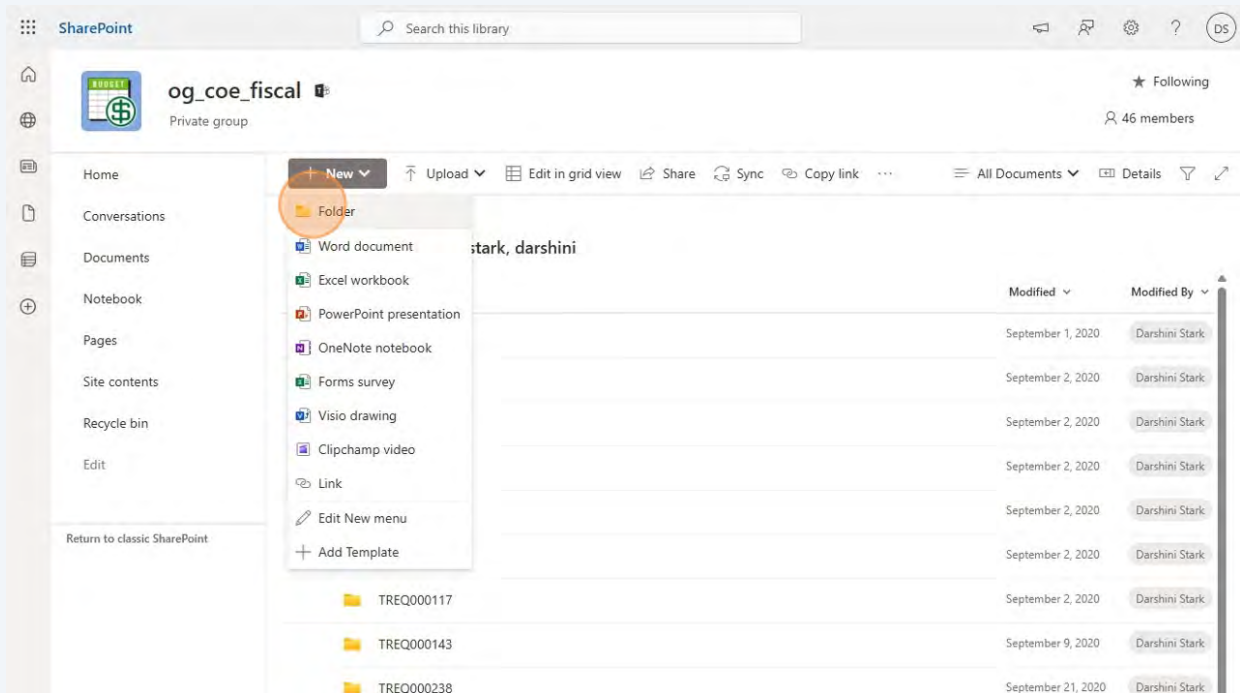 SharePoint
Search this library
DS
BUDGET
og_coe_fiscal
Private group
Following
46 members
Home
Conversations
Documents
Notebook
Pages
Site contents
Recycle bin
Edit
Return to classic SharePoint
New
Upload
Edit in grid view
Share
Sync
Copy link
All Documents
Details
Folder
Word document
Excel workbook
PowerPoint presentation
OneNote notebook
Forms survey
Visio drawing
Clipchamp video
Link
Edit New menu
Add Template
stark, darshini
Modified Modified By
September 1, 2020 Darshini Stark
September 2, 2020 Darshini Stark
September 2, 2020 Darshini Stark
September 2, 2020 Darshini Stark
September 2, 2020 Darshini Stark
September 2, 2020 Darshini Stark
TREQ000117 September 2, 2020 Darshini Stark
TREQ000143 September 9, 2020 Darshini Stark
TREQ000238 September 21, 2020 Darshini Stark